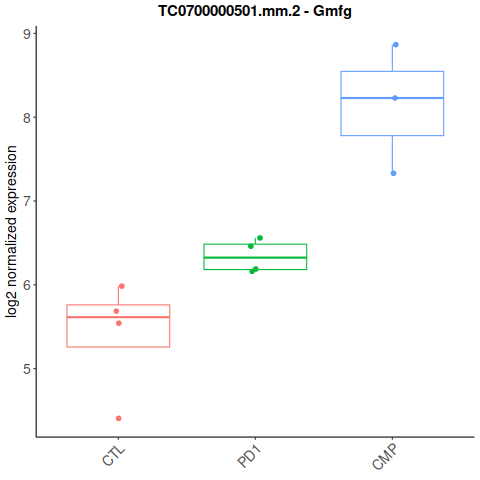 TC0700000501.mm.2 - Gmfg
log2 normalized expression
9
8
7
6
5
CTL
PD1
CMP